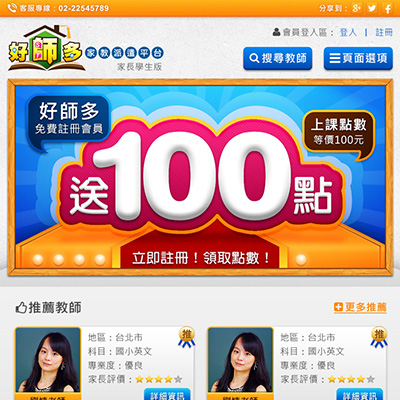 客服專線：02-22545789
分享到：
會員登入區： 登入 | 註冊
好師多 家教派遣平台
家長學生版
搜尋教師
頁面選項
好師多
免費註冊會員
上課點數
等價100元
送100點
立即註冊！領取點數！
推薦教師
更多推薦
地區：台北市
科目：國小英文
專業度：優良
家長評價：
推
詳細資訊
地區：台北市
科目：國小英文
專業度：優良
家長評價：
推
詳細資訊